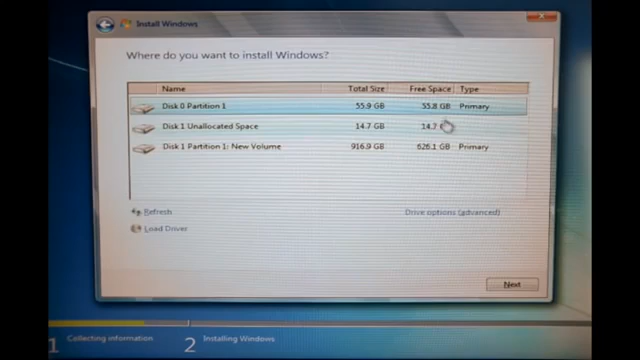 Install Windows
Where do you want to install Windows?
Name Total Size Free Space Type
Disk 0 Partition 1 55.9 GB 55.8 GB Primary
Disk 1 Unallocated Space 14.7 GB 14.7
Disk 1 Partition 1: New Volume 916.9 GB 626.1 GB Primary
Refresh Drive options (advanced)
Load Driver
Next
1 Collecting information 2 Installing Windows